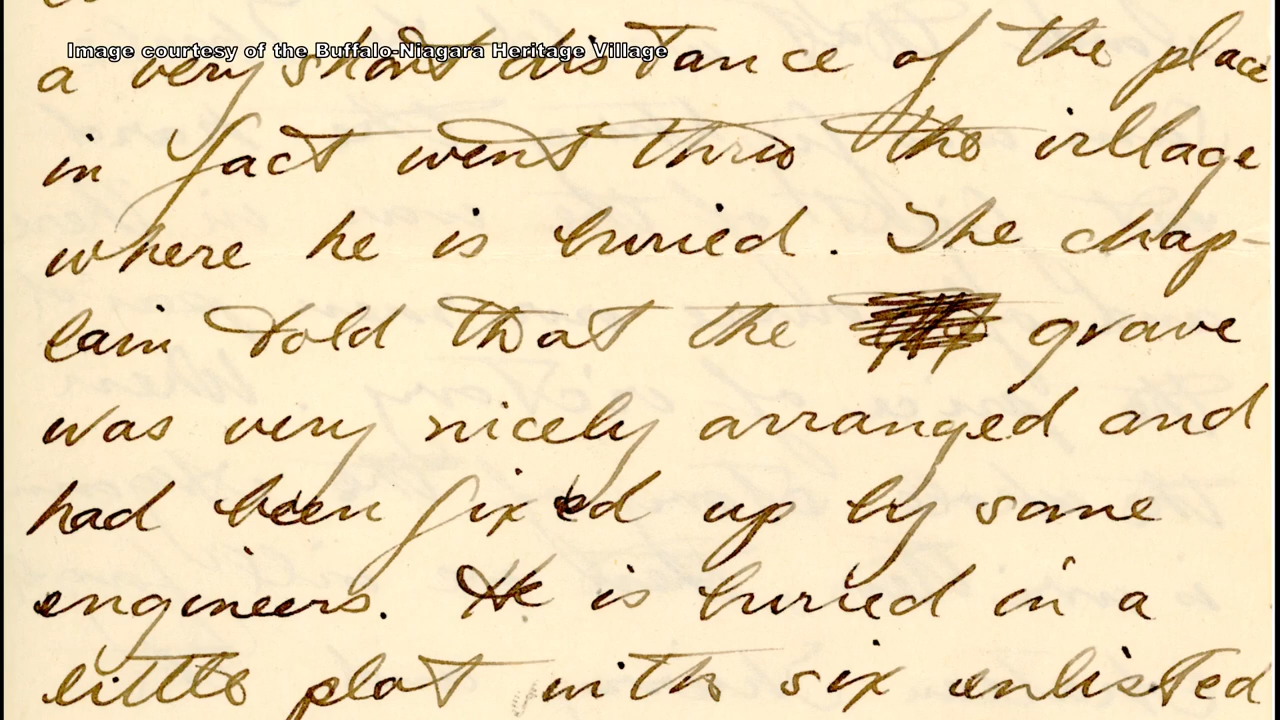 Image courtesy of the Buffalo-Niagara Heritage Village
a very short distance of the place
in fact went thru the village
where he is buried. The chap-
lain told that the grave
was very nicely arranged and
had been fixed up by some
engineers. He is buried in a
little plot with six enlisted